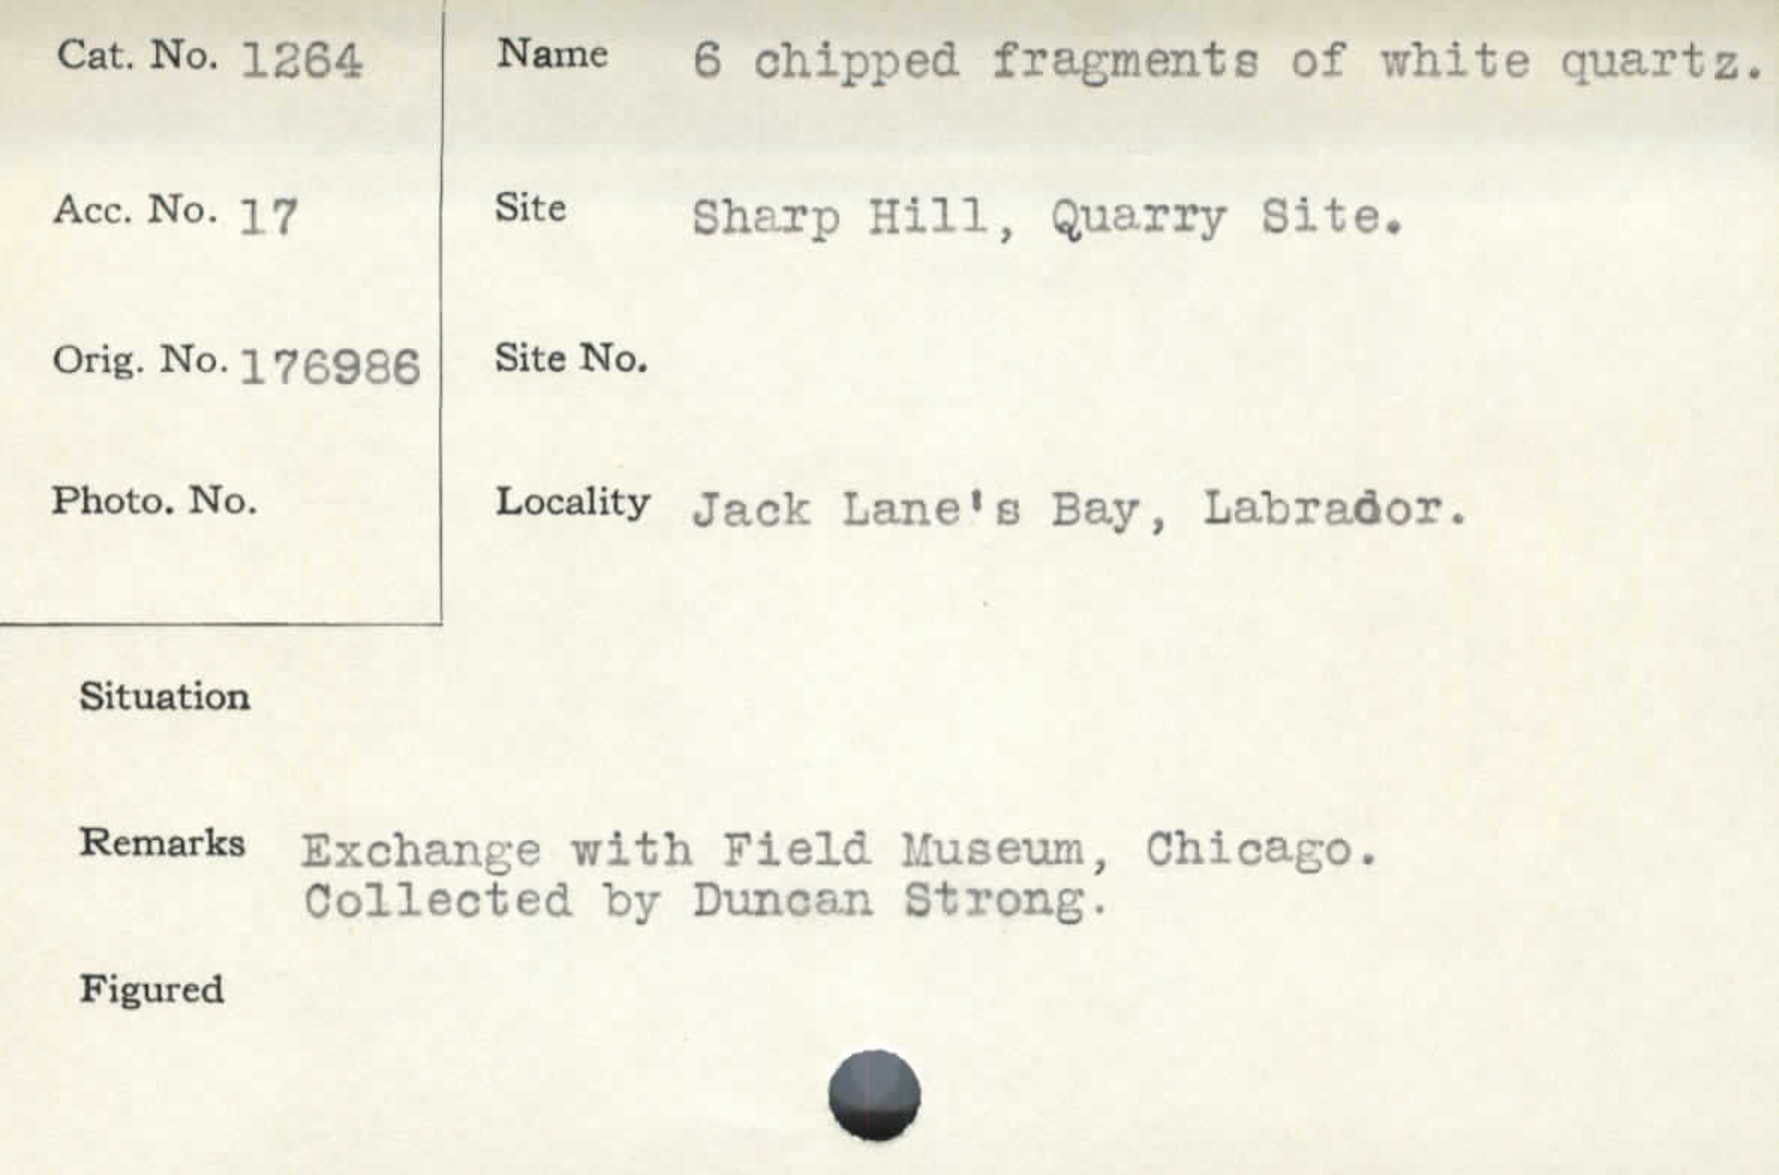 Cat. No. 1264
Name 6 chipped fragments of white quartz.
Acc. No. 17
Site Sharp Hill, Quarry Site.
Orig. No. 176986
Site No.
Photo. No.
Locality Jack Lane's Bay, Labrador.
Situation
Remarks Exchange with Field Museum, Chicago.
Collected by Duncan Strong.
Figured